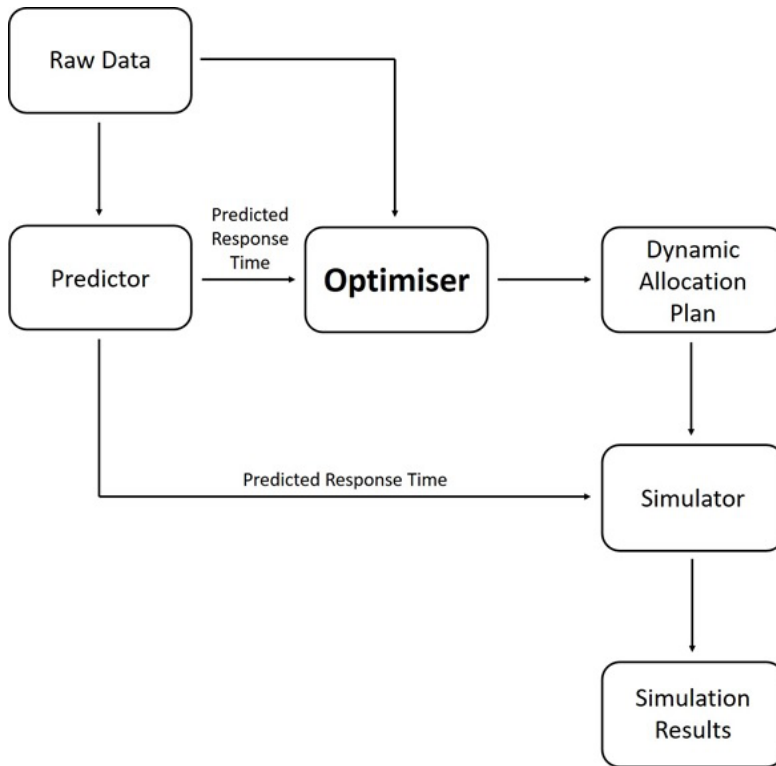 Raw Data
Predicted
Response
Time
Predictor
Optimiser
Dynamic
Allocation
Plan
Predicted Response Time
Simulator
Simulation
Results